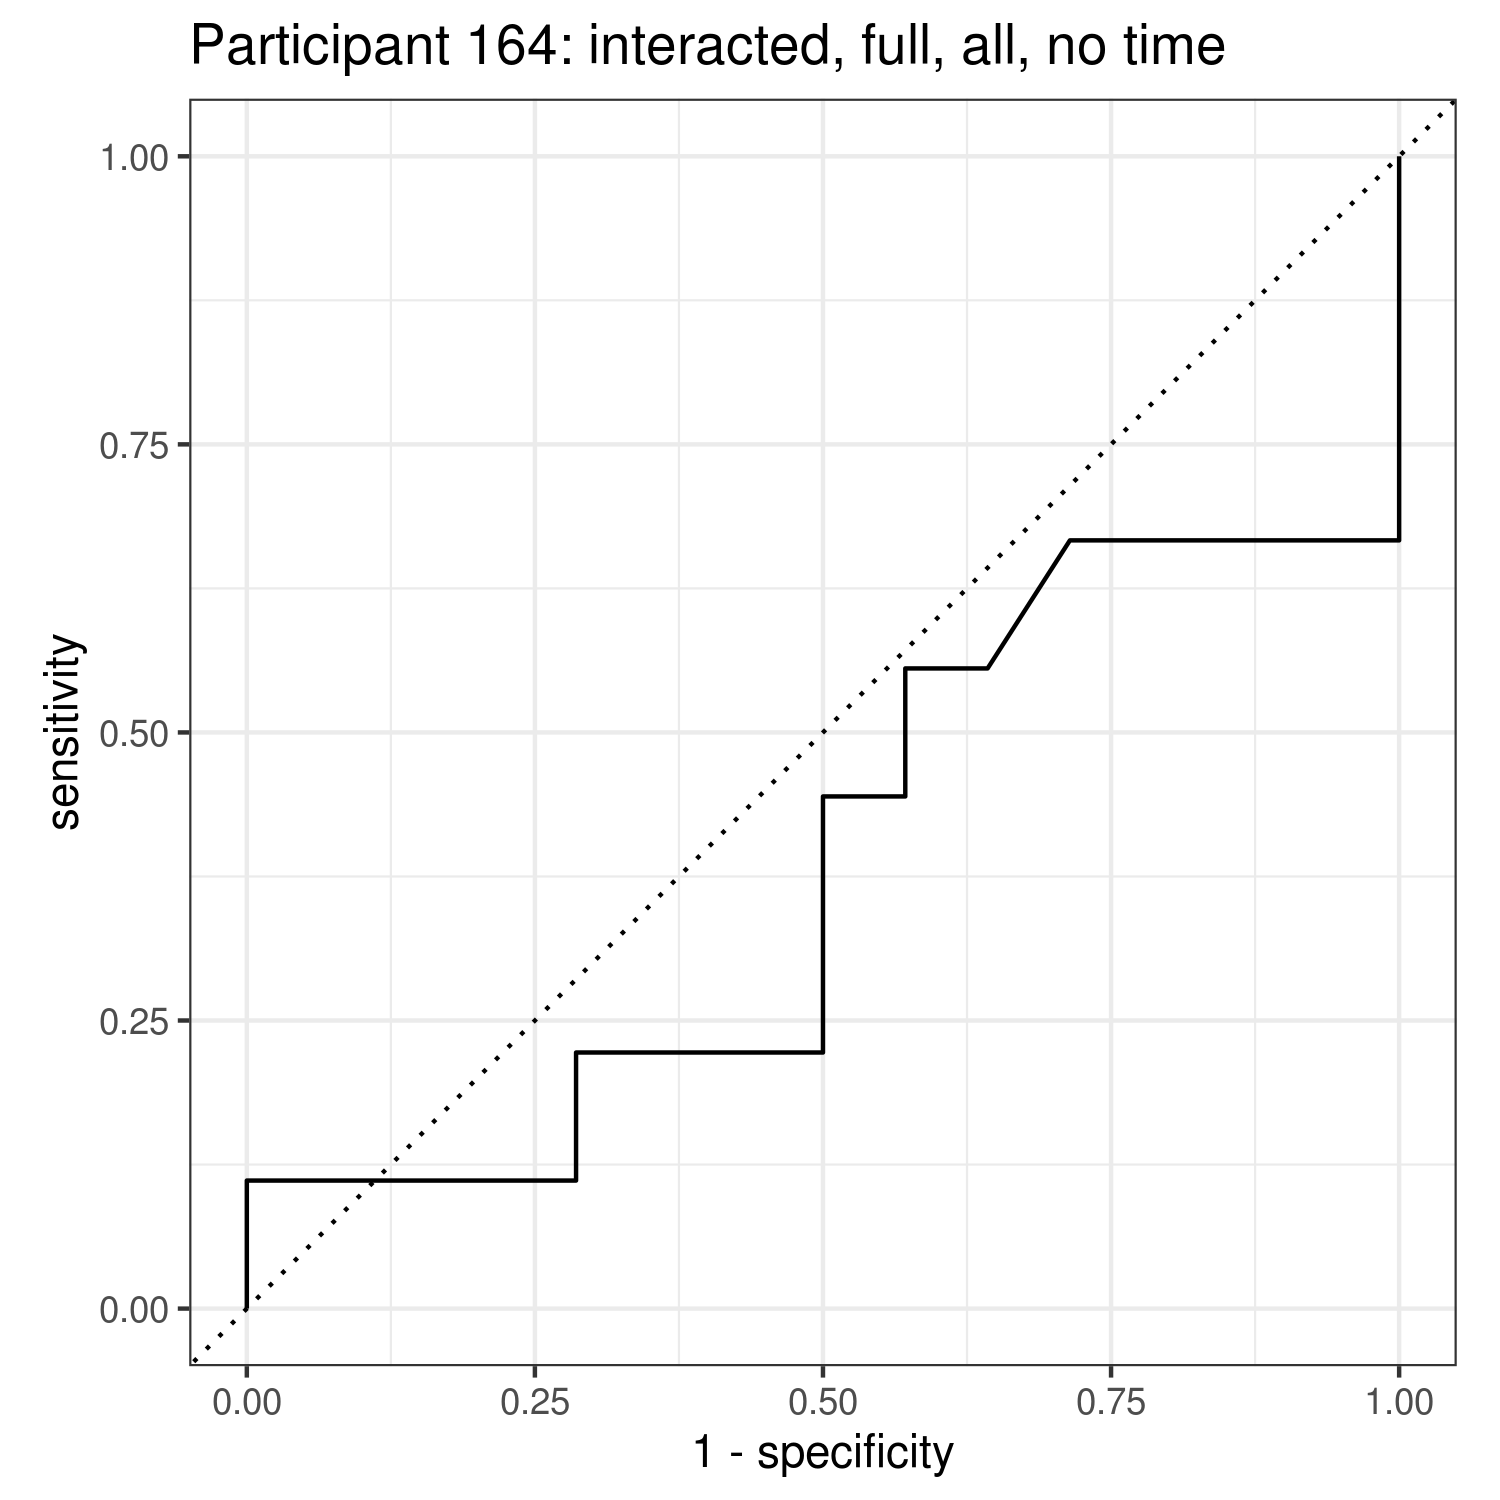 Participant 164: interacted, full, all, no time
1.00
0.75
0.50
0.25
0.00
sensitivity
0.00 0.25 0.50 0.75 1.00
1 - specificity